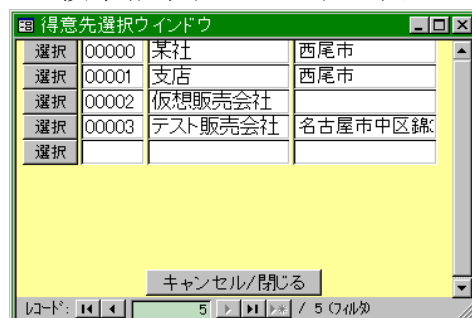 得意先選択ウインドウ
選択 00000 某社 西尾市
選択 00001 支店 西尾市
選択 00002 仮想販売会社
選択 00003 テスト販売会社 名古屋市中区錦
選択
キャンセル/閉じる
レコード: 5 / 5 (フィルタ)